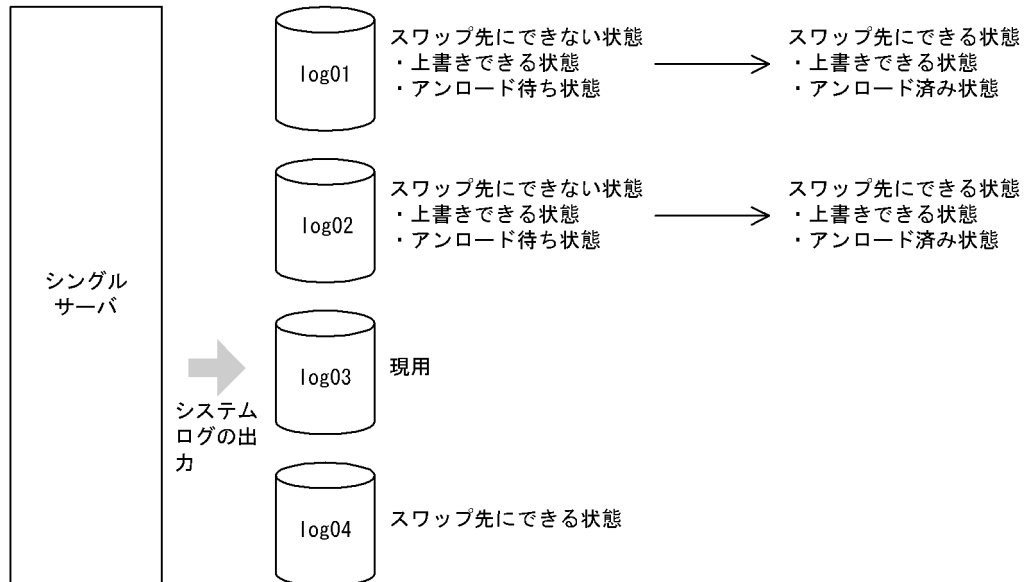 シングル
サーバ
システム
ログの出
力
log01
スワップ先にできない状態
・上書きできる状態
・アンロード待ち状態
スワップ先にできる状態
・上書きできる状態
・アンロード済み状態
log02
スワップ先にできない状態
・上書きできる状態
・アンロード待ち状態
スワップ先にできる状態
・上書きできる状態
・アンロード済み状態
log03
現用
log04
スワップ先にできる状態